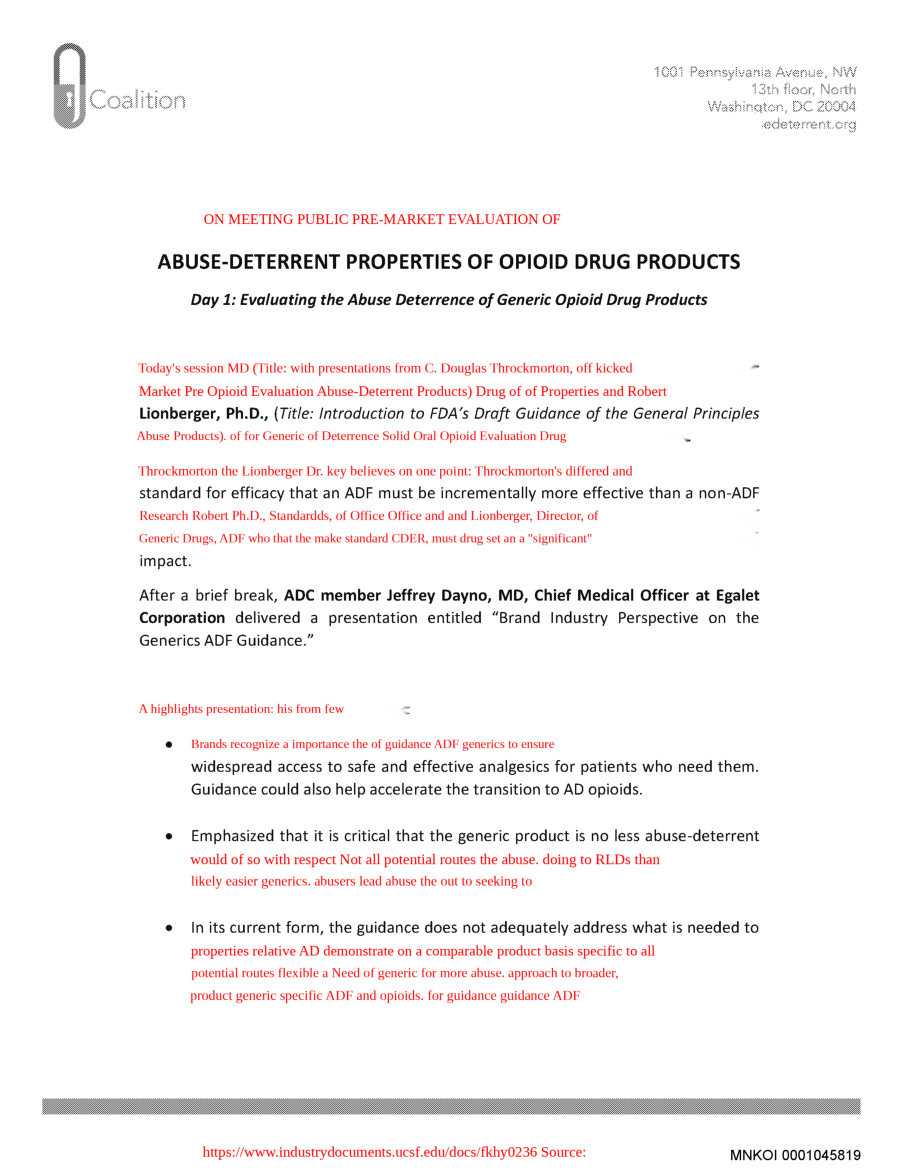 Coalition
1001 Pennsylvania Avenue, NW
13th floor, North
Washington, DC 20004
edeterrent.org
ON MEETING PUBLIC PRE-MARKET EVALUATION OF
ABUSE-DETERRENT PROPERTIES OF OPIOID DRUG PRODUCTS
Day 1: Evaluating the Abuse Deterrence of Generic Opioid Drug Products
Today's session MD (Title: with presentations from C. Douglas Throckmorton, off kicked
Market Pre Opioid Evaluation Abuse-Deterrent Products) Drug of of Properties and Robert
Lionberger, Ph.D., (Title: Introduction to FDA’s Draft Guidance of the General Principles
Abuse Products). of for Generic of Deterrence Solid Oral Opioid Evaluation Drug
Throckmorton the Lionberger Dr. key believes on one point: Throckmorton's differed and
standard for efficacy that an ADF must be incrementally more effective than a non-ADF
Research Robert Ph.D., Standardds, of Office Office and and Lionberger, Director, of
Generic Drugs, ADF who that the make standard CDER, must drug set an a "significant"
impact.
After a brief break, ADC member Jeffrey Dayno, MD, Chief Medical Officer at Egalet
Corporation delivered a presentation entitled “Brand Industry Perspective on the
Generics ADF Guidance.”
A highlights presentation: his from few
● Brands recognize a importance the of guidance ADF generics to ensure
widespread access to safe and effective analgesics for patients who need them.
Guidance could also help accelerate the transition to AD opioids.
● Emphasized that it is critical that the generic product is no less abuse-deterrent
would of so with respect Not all potential routes the abuse. doing to RLDs than
likely easier generics. abusers lead abuse the out to seeking to
● In its current form, the guidance does not adequately address what is needed to
properties relative AD demonstrate on a comparable product basis specific to all
potential routes flexible a Need of generic for more abuse. approach to broader,
product generic specific ADF and opioids. for guidance guidance ADF
https://www.industrydocuments.ucsf.edu/docs/fkhy0236 Source:
MNKOI 0001045819